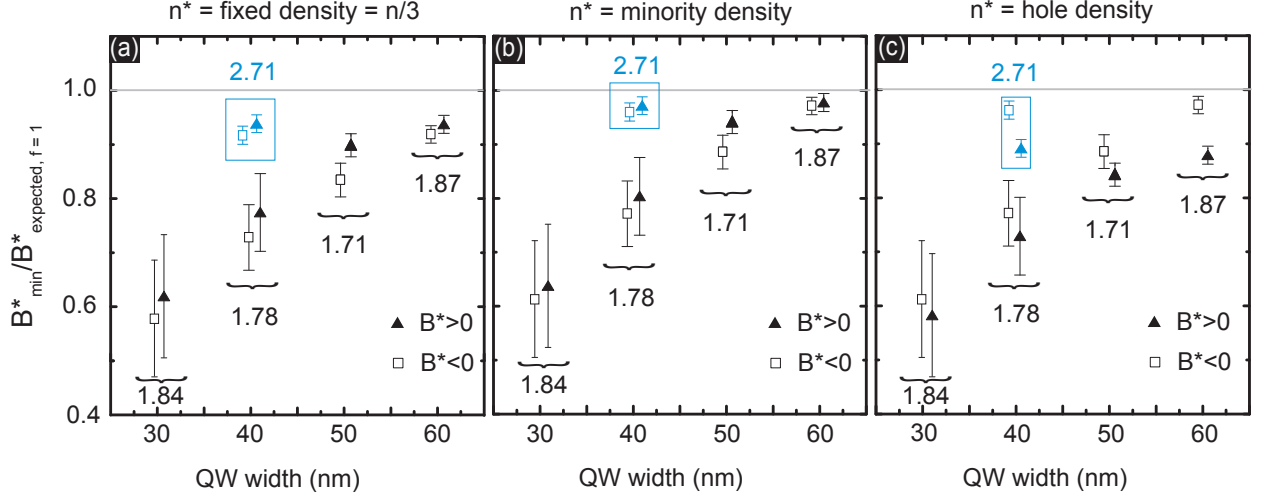 n* = fixed density = n/3
n* = minority density
n* = hole density
(a)
(b)
(c)
2.71
2.71
2.71
1.0
0.8
0.6
0.4
B*min/B*expected, f = 1
1.87
1.71
1.78
1.84
1.87
1.71
1.78
1.84
1.87
1.71
1.78
1.84
B*>0
B*<0
B*>0
B*<0
B*>0
B*<0
30 40 50 60
30 40 50 60
30 40 50 60
QW width (nm)
QW width (nm)
QW width (nm)